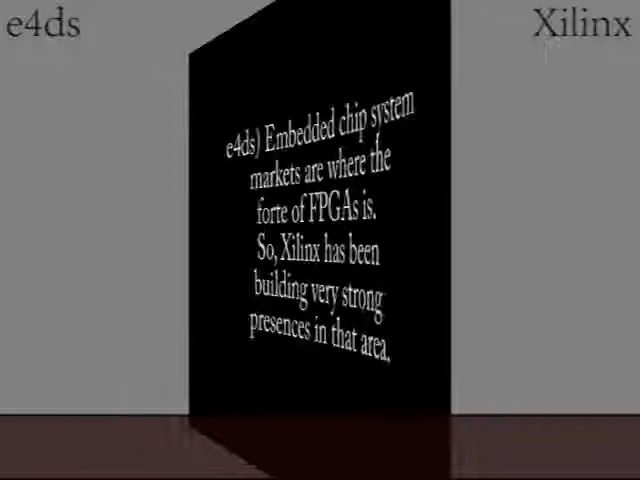 e4ds
Xilinx
e4ds) Embedded chip system
markets are where the
forte of FPGAs is.
So, Xilinx has been
building very strong
presences in that area.